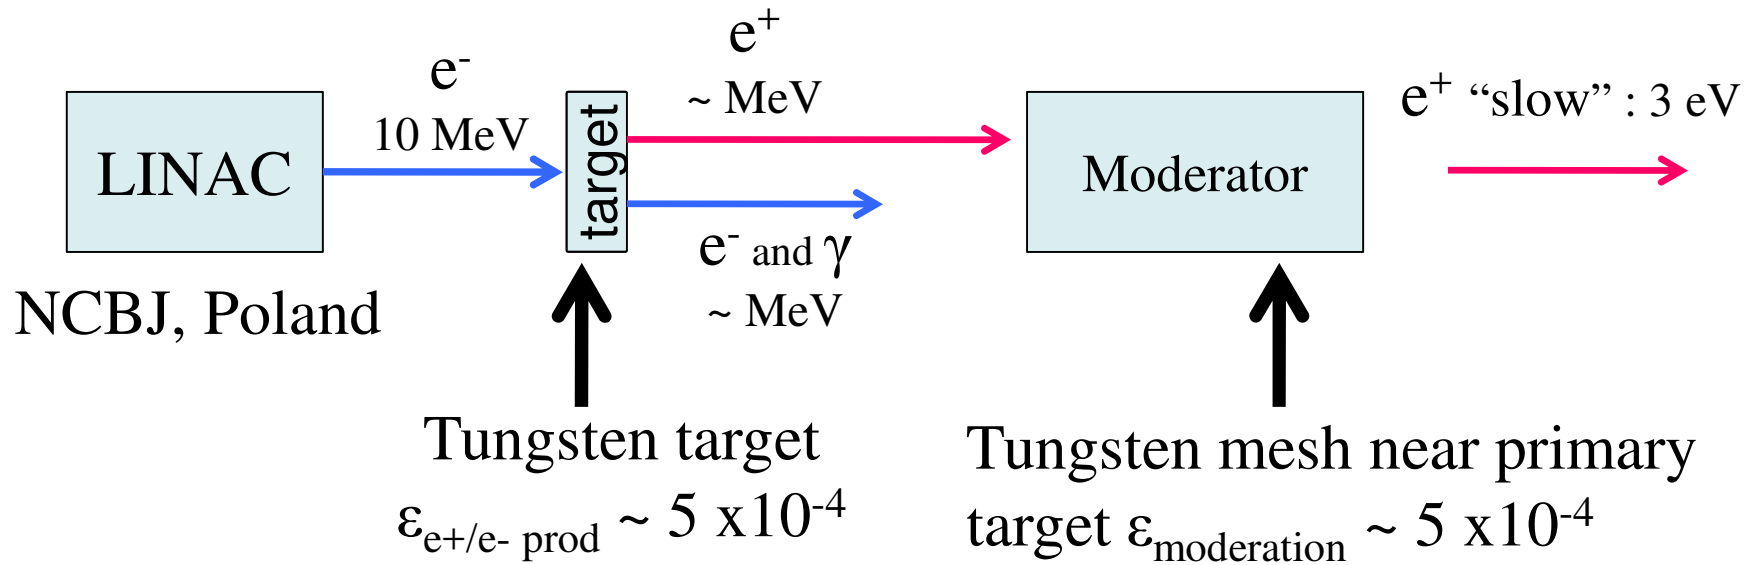 LINAC
NCBJ, Poland
e⁻
10 MeV
target
e⁺
~ MeV
e⁻ and γ
~ MeV
Moderator
e⁺ “slow” : 3 eV
Tungsten target
εe+/e- prod ~ 5 x10⁻⁴
Tungsten mesh near primary
target εmoderation ~ 5 x10⁻⁴